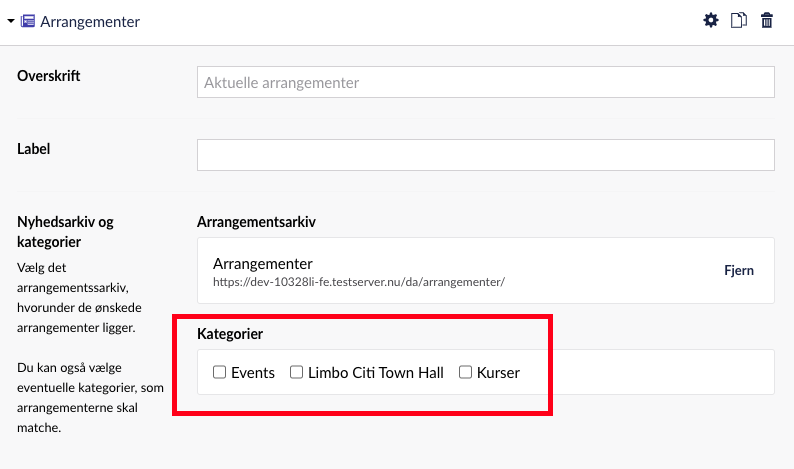 Arrangementer
Overskrift
Aktuelle arrangementer
Label
Nyhedsarkiv og
kategorier
Vælg det
arrangementssarkiv,
hvorunder de ønskede
arrangementer ligger.
Du kan også vælge
eventuelle kategorier, som
arrangementerne skal
matche.
Arrangementsarkiv
Arrangementer
https://dev-10328li-fe.testserver.nu/da/arrangementer/
Fjern
Kategorier
Events Limbo Citi Town Hall Kurser